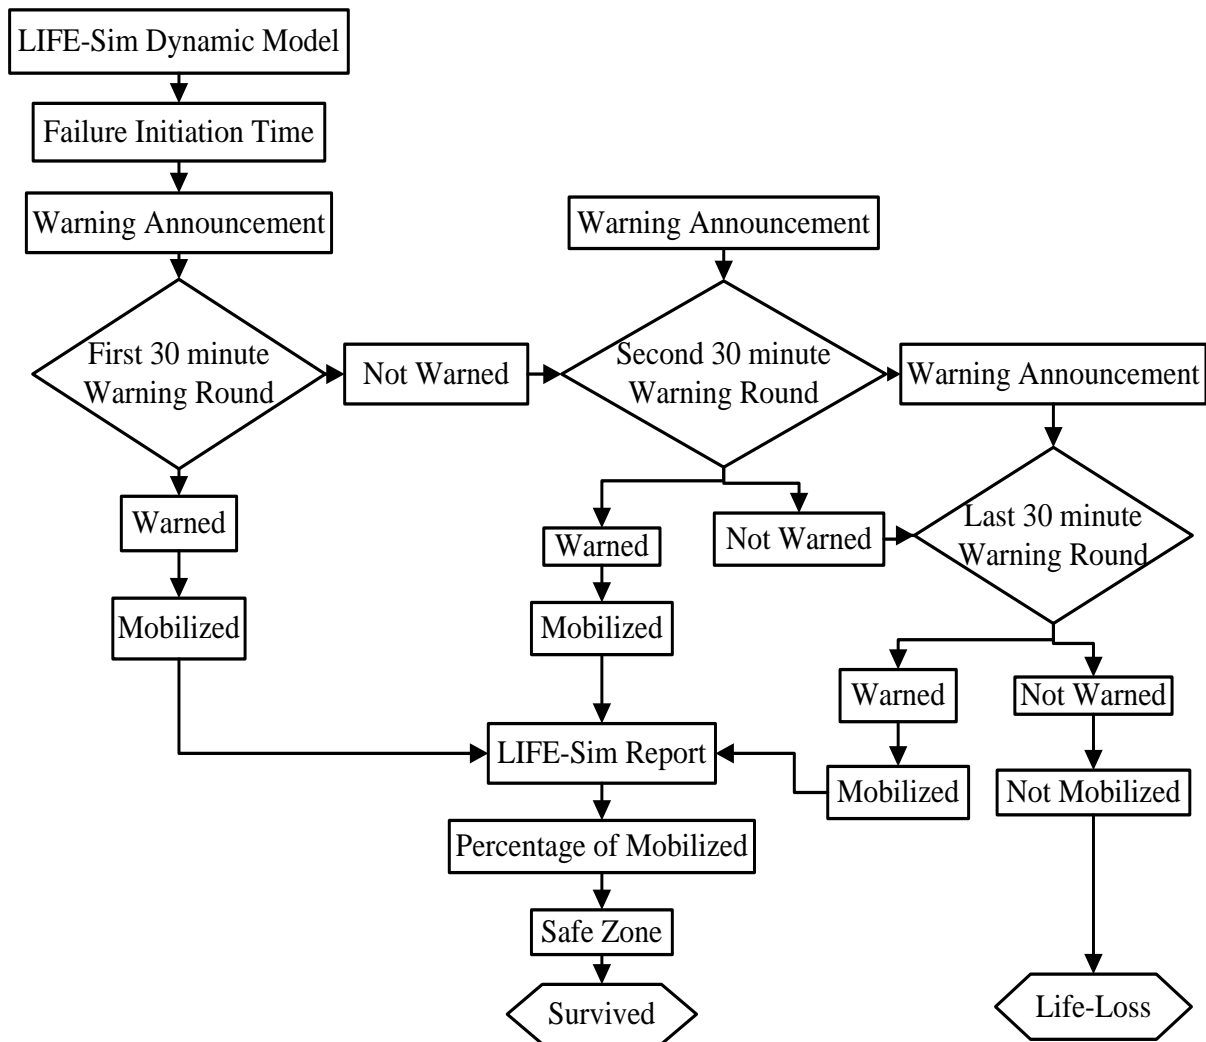 LIFE-Sim Dynamic Model
Failure Initiation Time
Warning Announcement
First 30 minute
Warning Round
Not Warned
Warned
Mobilized
Warning Announcement
Second 30 minute
Warning Round
Warned
Mobilized
Not Warned
Warning Announcement
Last 30 minute
Warning Round
Warned
Mobilized
Not Warned
Not Mobilized
Life-Loss
LIFE-Sim Report
Percentage of Mobilized
Safe Zone
Survived